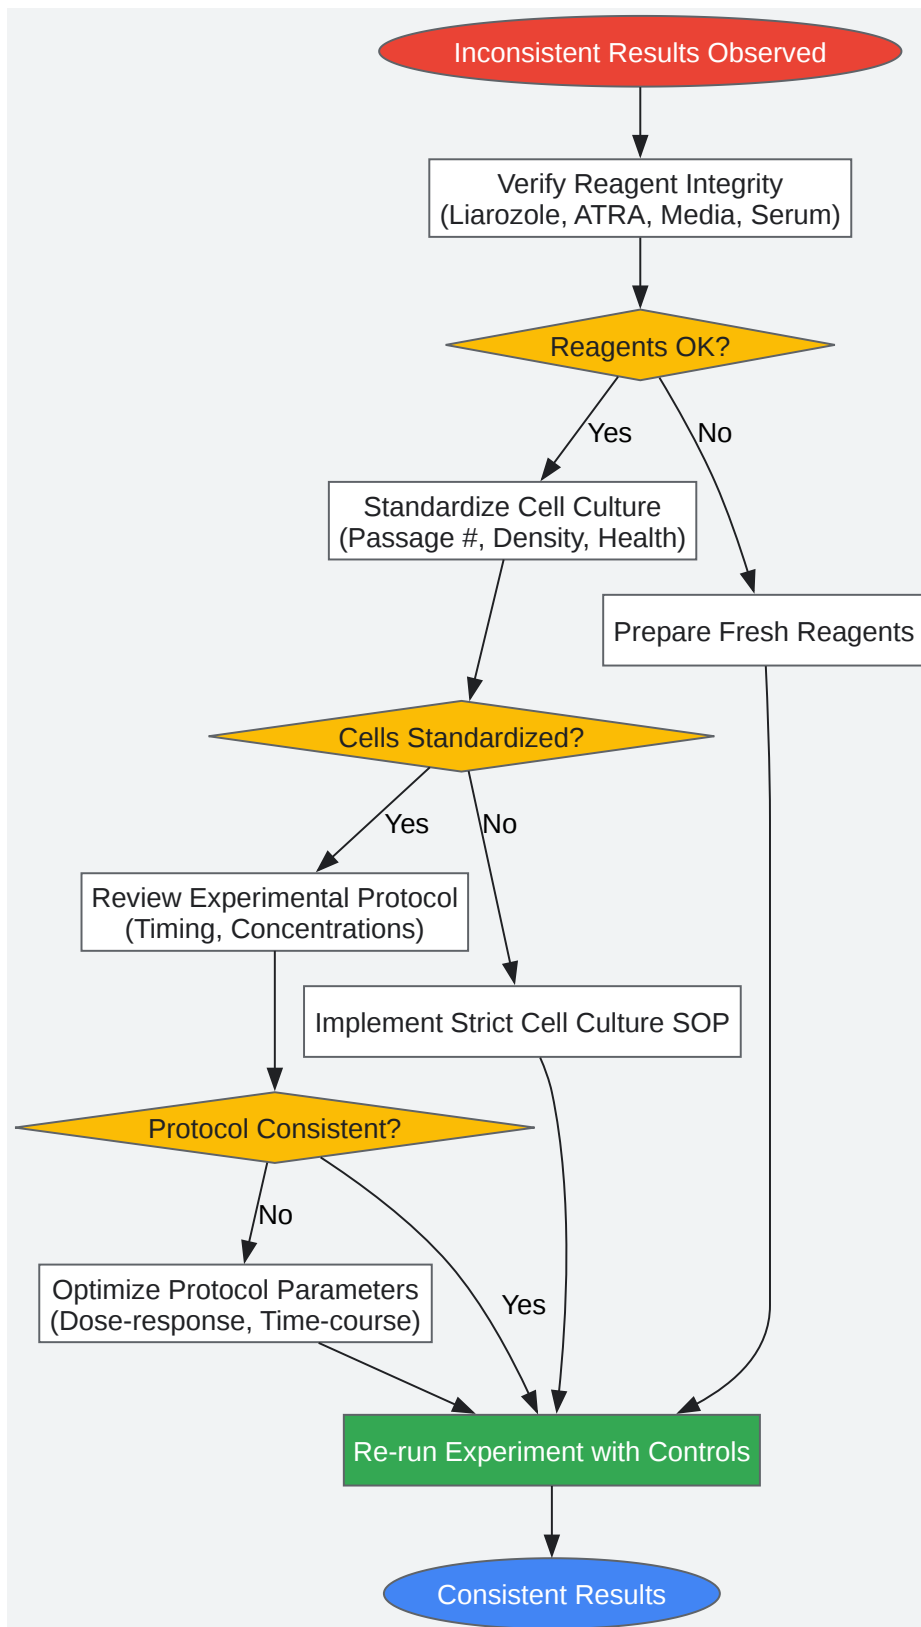 Inconsistent Results Observed
Verify Reagent Integrity
(Liarozole, ATRA, Media, Serum)
Reagents OK?
Yes
No
Standardize Cell Culture
(Passage #, Density, Health)
Prepare Fresh Reagents
Cells Standardized?
Yes
No
Review Experimental Protocol
(Timing, Concentrations)
Implement Strict Cell Culture SOP
Protocol Consistent?
No
Optimize Protocol Parameters
(Dose-response, Time-course)
Yes
Re-run Experiment with Controls
Consistent Results